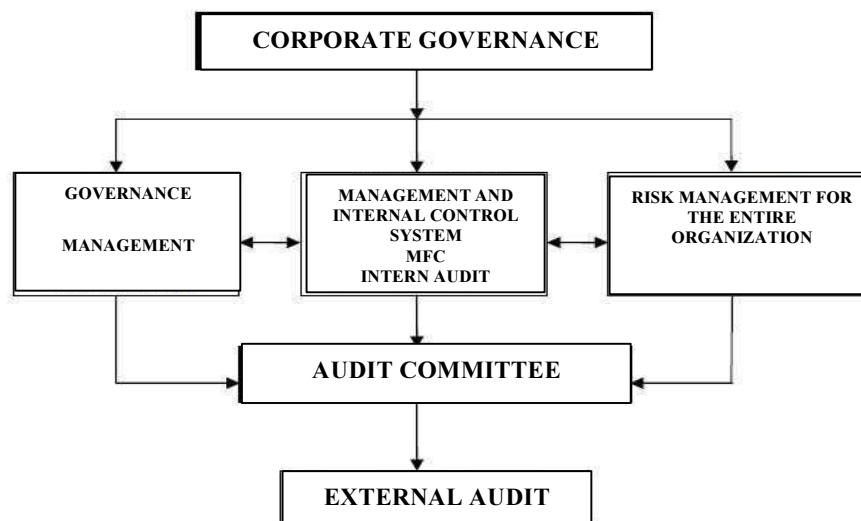 CORPORATE GOVERNANCE
GOVERNANCE
MANAGEMENT
MANAGEMENT AND
INTERNAL CONTROL
SYSTEM
MFC
INTERN AUDIT
RISK MANAGEMENT FOR
THE ENTIRE
ORGANIZATION
AUDIT COMMITTEE
EXTERNAL AUDIT